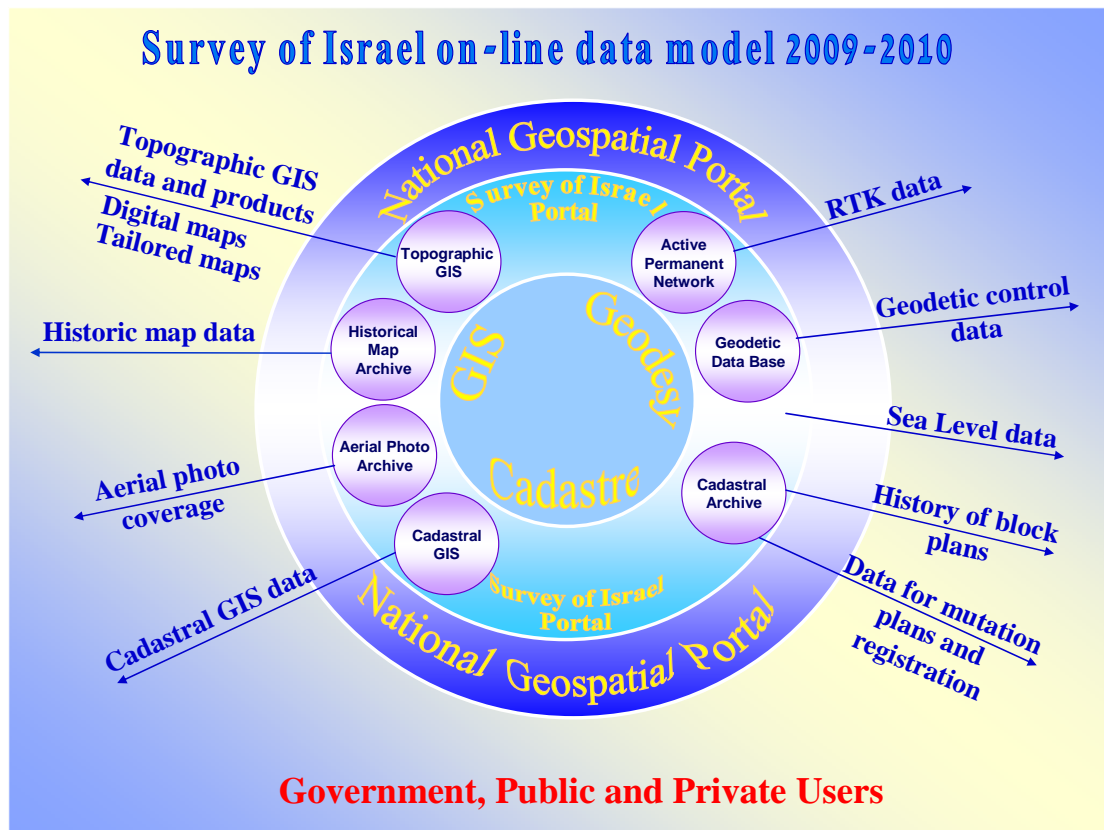 Survey of Israel on-line data model 2009-2010
National Geospatial Portal
Survey of Israel
Portal
Topographic GIS
data and products
Digital maps
Tailored maps
Historic map data
Aerial photo
coverage
Cadastral GIS data
Topographic
GIS
Historical
Map
Archive
Aerial Photo
Archive
Cadastral
GIS
GIS
Geodesy
Cadastre
Active
Permanent
Network
Geodetic
Data Base
Cadastral
Archive
RTK data
Geodetic control
data
Sea Level data
History of block
plans
Data for mutation
plans and
registration
Survey of Israel
Portal
National Geospatial Portal
Government, Public and Private Users